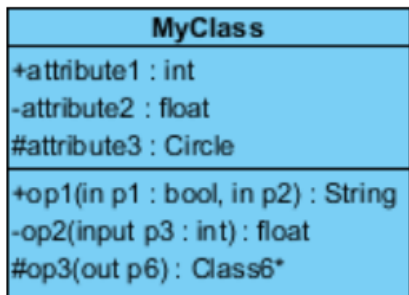 MyClass
+attribute1 : int
-attribute2 : float
#attribute3 : Circle
+op1(in p1 : bool, in p2) : String
-op2(input p3 : int) : float
#op3(out p6) : Class6*